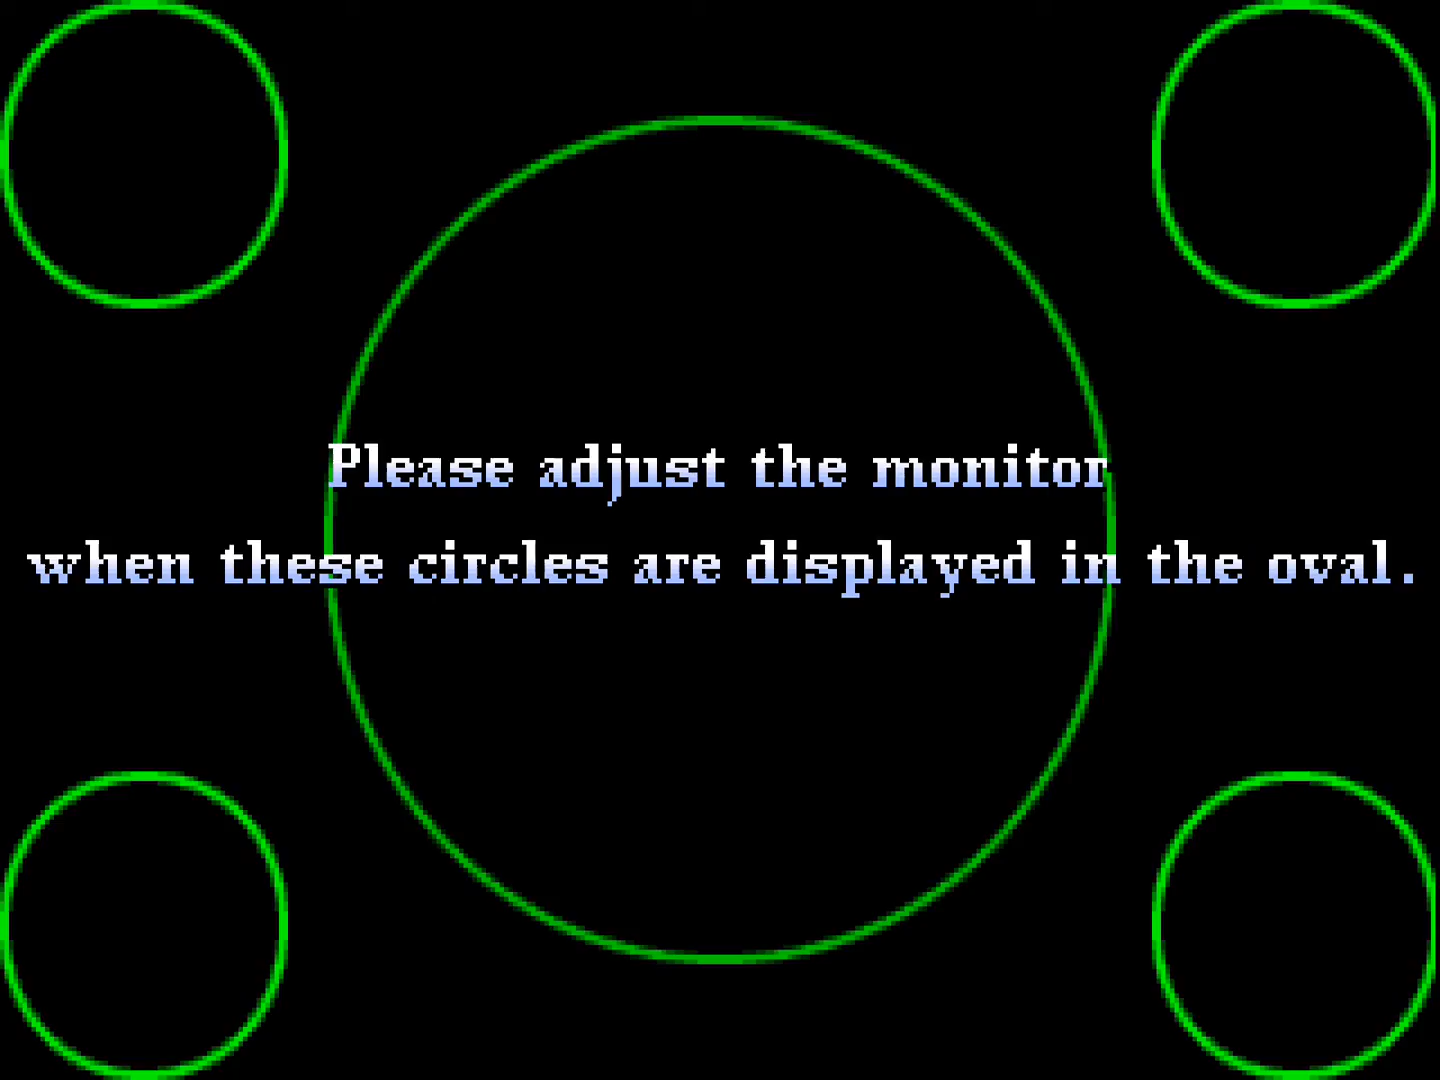 Please adjust the monitor
when these circles are displayed in the oval.